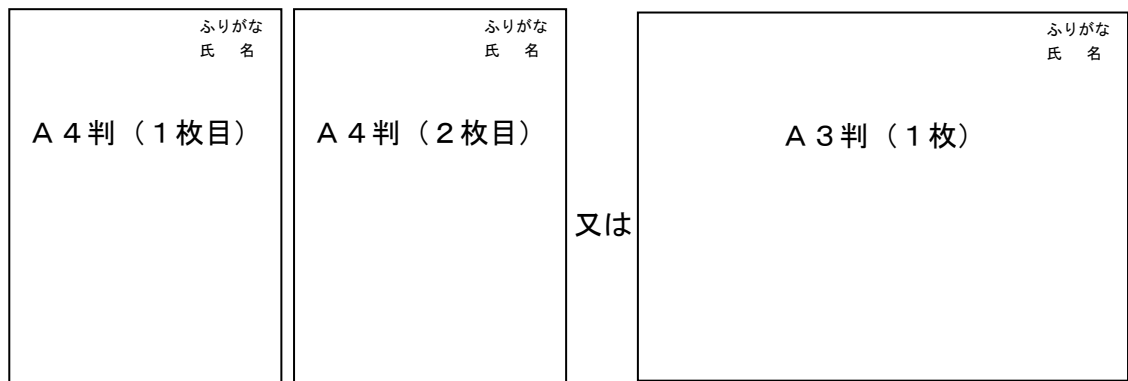 ふりがな
氏　名
Ａ４判（１枚目）
ふりがな
氏　名
Ａ４判（２枚目）
又は
ふりがな
氏　名
Ａ３判（１枚）